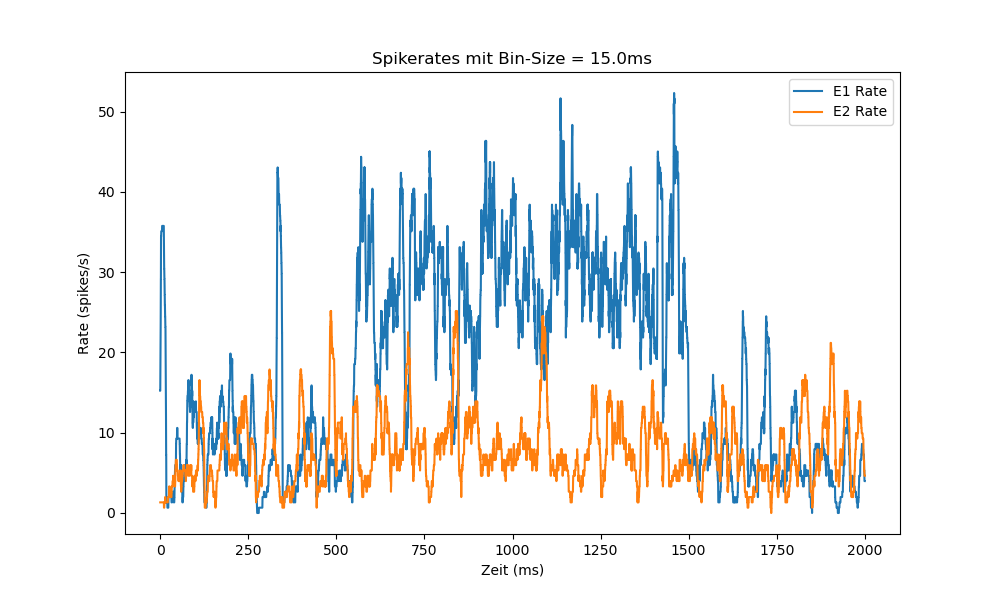 Spikerates mit Bin-Size = 15.0ms
E1 Rate
E2 Rate
Rate (spikes/s)
50
40
30
20
10
0
0 250 500 750 1000 1250 1500 1750 2000
Zeit (ms)